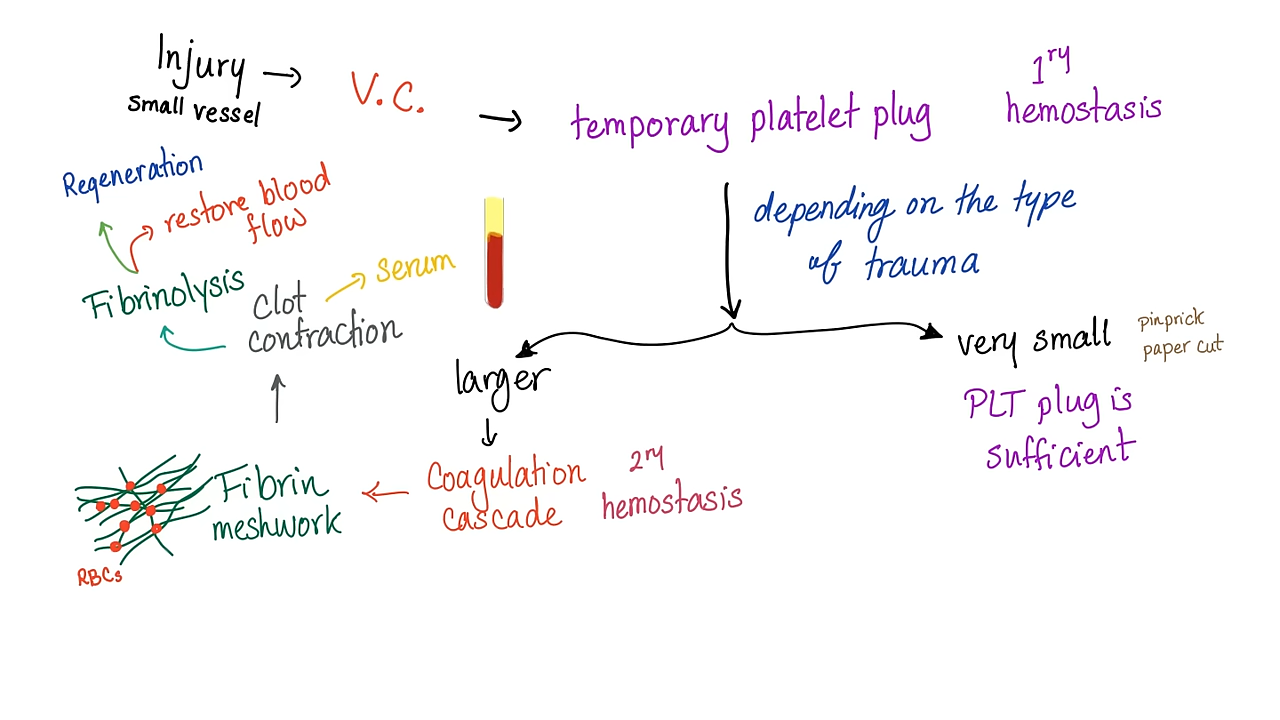 Injury
small vessel
V.C.
temporary platelet plug
1ry
hemostasis
depending on the type
of trauma
very small
pinprick
paper cut
PLT plug is
sufficient
larger
Coagulation
cascade
2ry
hemostasis
Fibrin
meshwork
RBCs
Clot
contraction
serum
Fibrinolysis
restore blood
flow
Regeneration